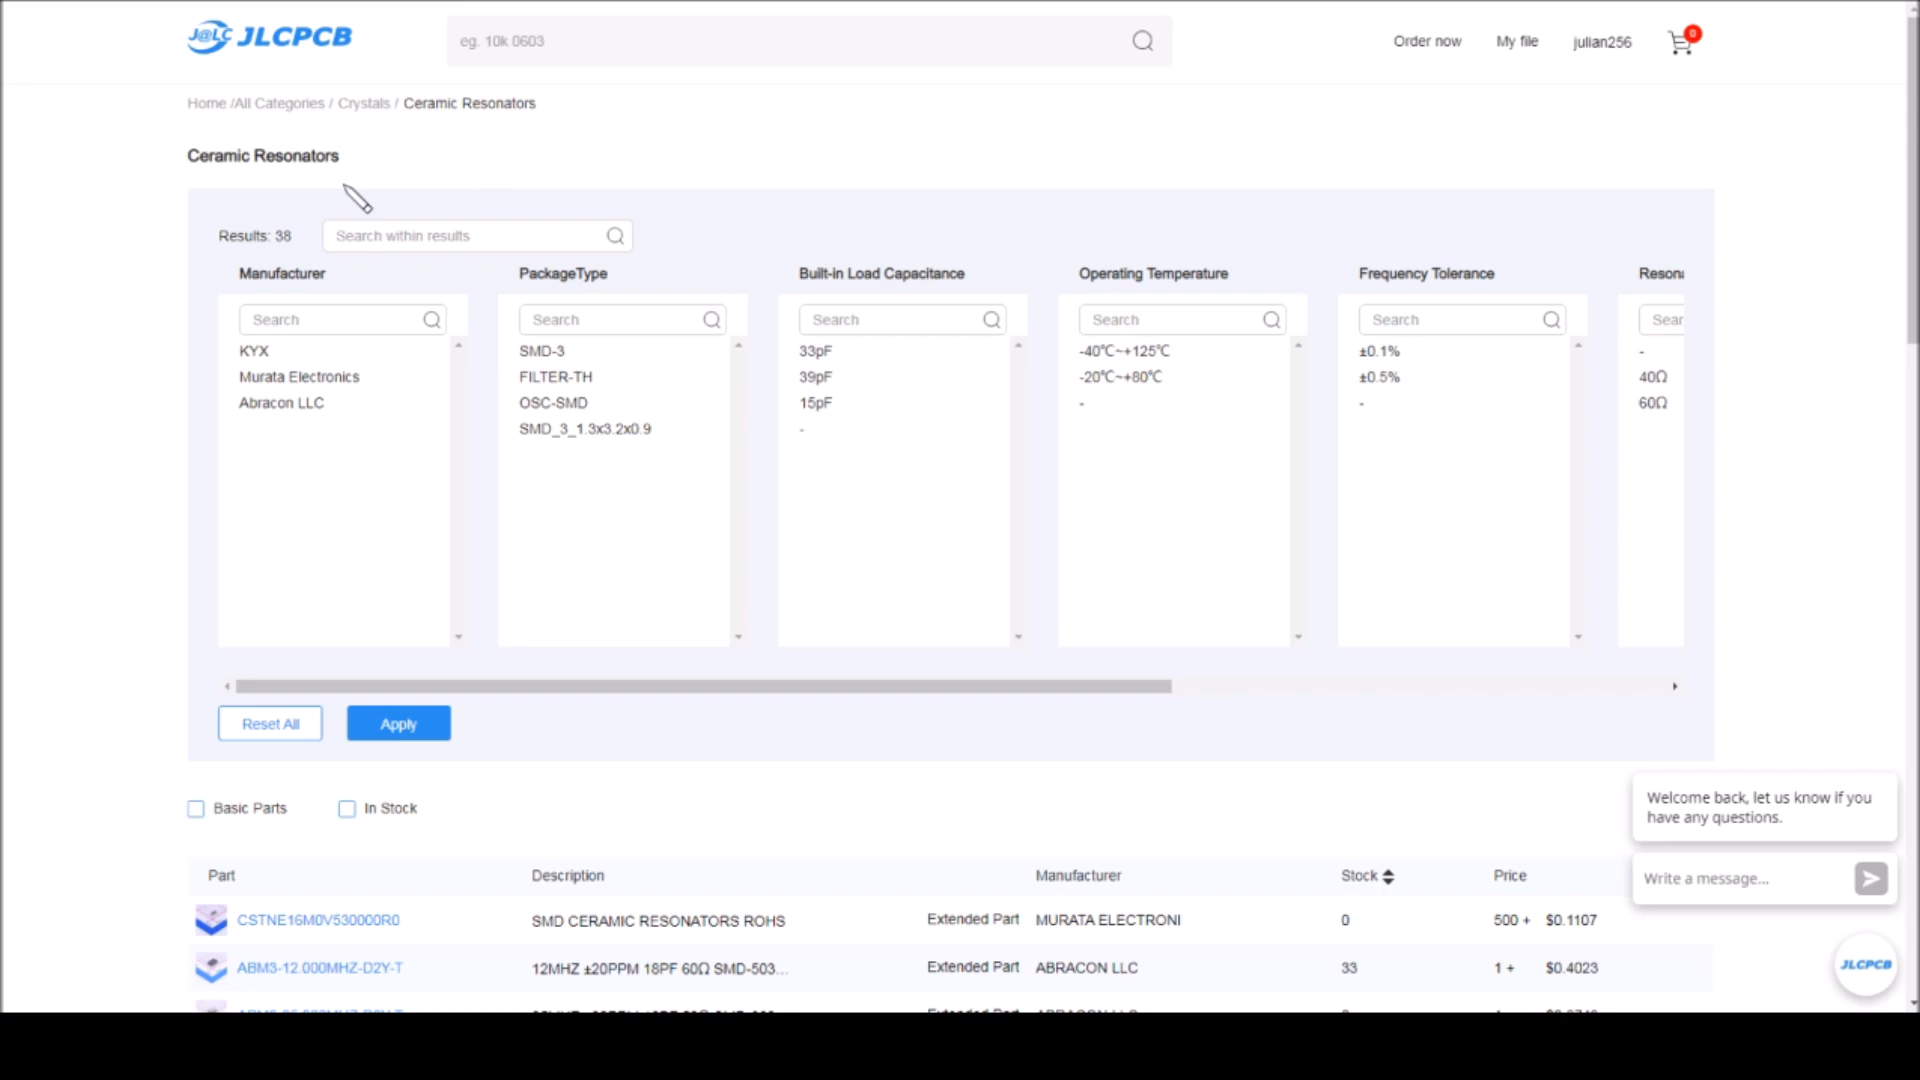 J@LC JLCPCB
eg. 10k 0603
Order now
My file
julian256
0
Home /All Categories / Crystals / Ceramic Resonators
Ceramic Resonators
Results: 38
Search within results
Manufacturer
PackageType
Built-in Load Capacitance
Operating Temperature
Frequency Tolerance
Search
Search
Search
Search
Search
KYX
Murata Electronics
Abracon LLC
SMD-3
FILTER-TH
OSC-SMD
SMD_3_1.3x3.2x0.9
33pF
39pF
15pF
-
-40℃~+125℃
-20℃~+80℃
-
±0.1%
±0.5%
-
-
40Ω
60Ω
Reset All
Apply
Basic Parts
In Stock
Welcome back, let us know if you
have any questions.
Write a message...
Part
Description
Manufacturer
Stock
Price
CSTNE16M0V530000R0
SMD CERAMIC RESONATORS ROHS
Extended Part
MURATA ELECTRONI
0
500 +
$0.1107
ABM3-12.000MHZ-D2Y-T
12MHZ ±20PPM 18PF 60Ω SMD-503...
Extended Part
ABRACON LLC
33
1 +
$0.4023
JLCPCB